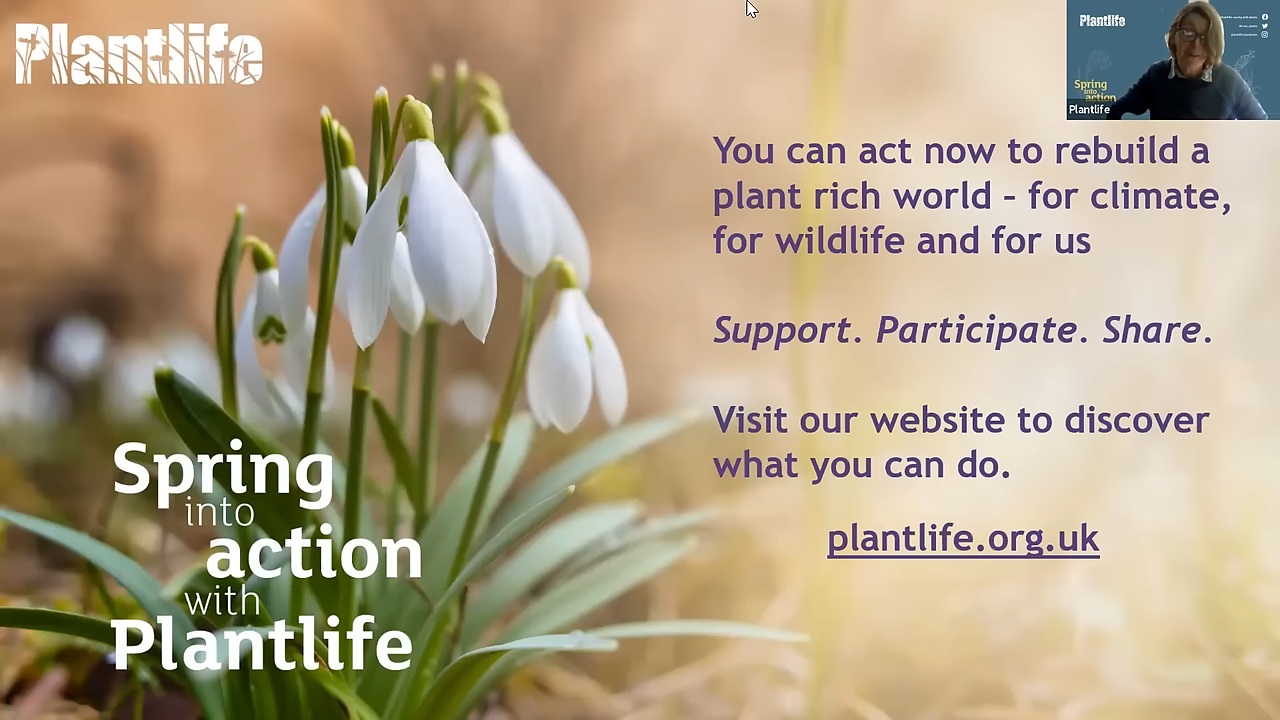 Plantlife
You can act now to rebuild a
plant rich world – for climate,
for wildlife and for us
Support. Participate. Share.
Visit our website to discover
what you can do.
plantlife.org.uk
Spring
into
action
with
Plantlife
Plantlife
Spring
into
action
Plantlife